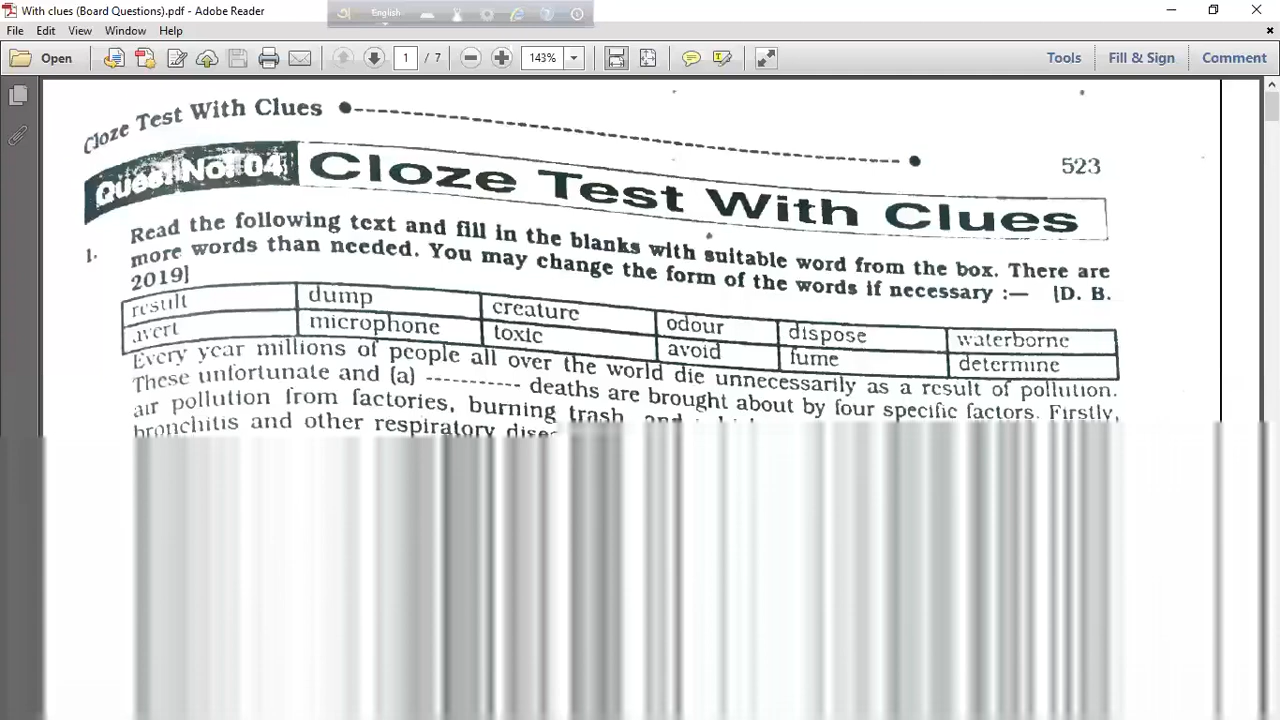 With clues (Board Questions).pdf - Adobe Reader
English
File Edit View Window Help
Open 1 / 7 143% Tools Fill & Sign Comment
Cloze Test With Clues
523
Quest No: 04 Cloze Test With Clues
1. Read the following text and fill in the blanks with suitable word from the box. There are
more words than needed. You may change the form of the words if necessary :— [D. B.
2019]
result dump creature odour dispose waterborne
avert microphone toxic avoid fume determine
Every year millions of people all over the world die unnecessarily as a result of pollution.
These unfortunate and (a) ----------- deaths are brought about by four specific factors. Firstly,
air pollution from factories, burning trash, and
bronchitis and other respiratory